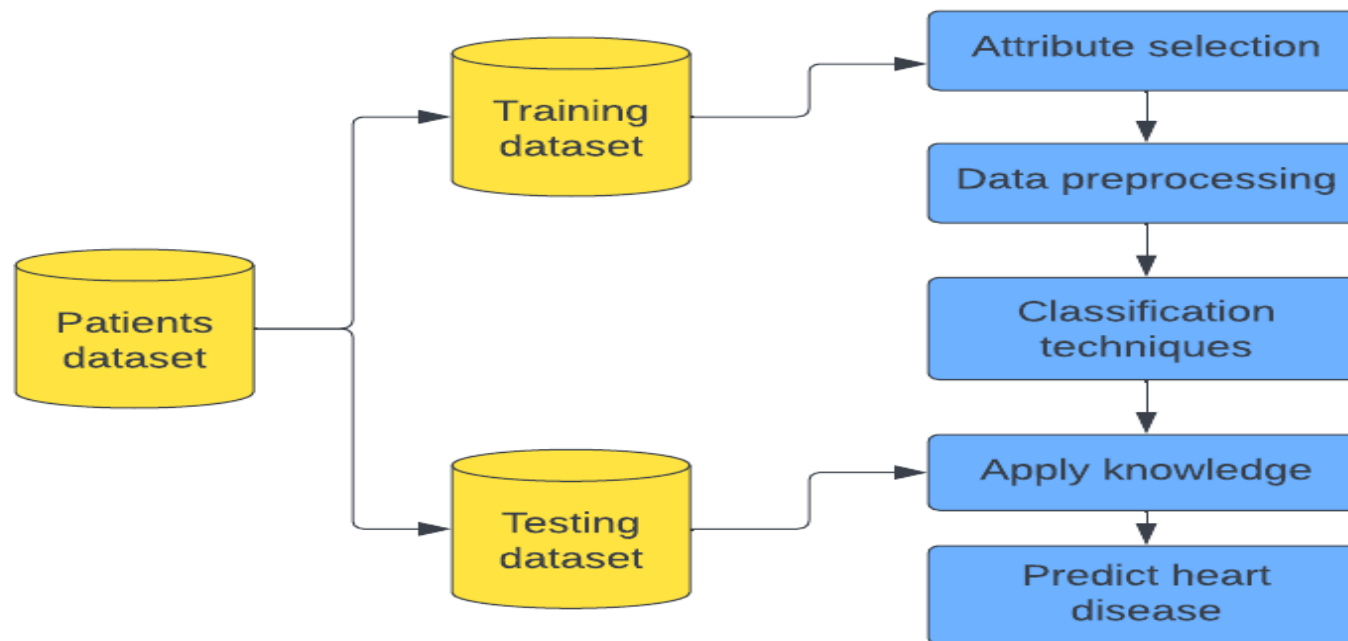 Patients
dataset
Training
dataset
Testing
dataset
Attribute selection
Data preprocessing
Classification
techniques
Apply knowledge
Predict heart
disease